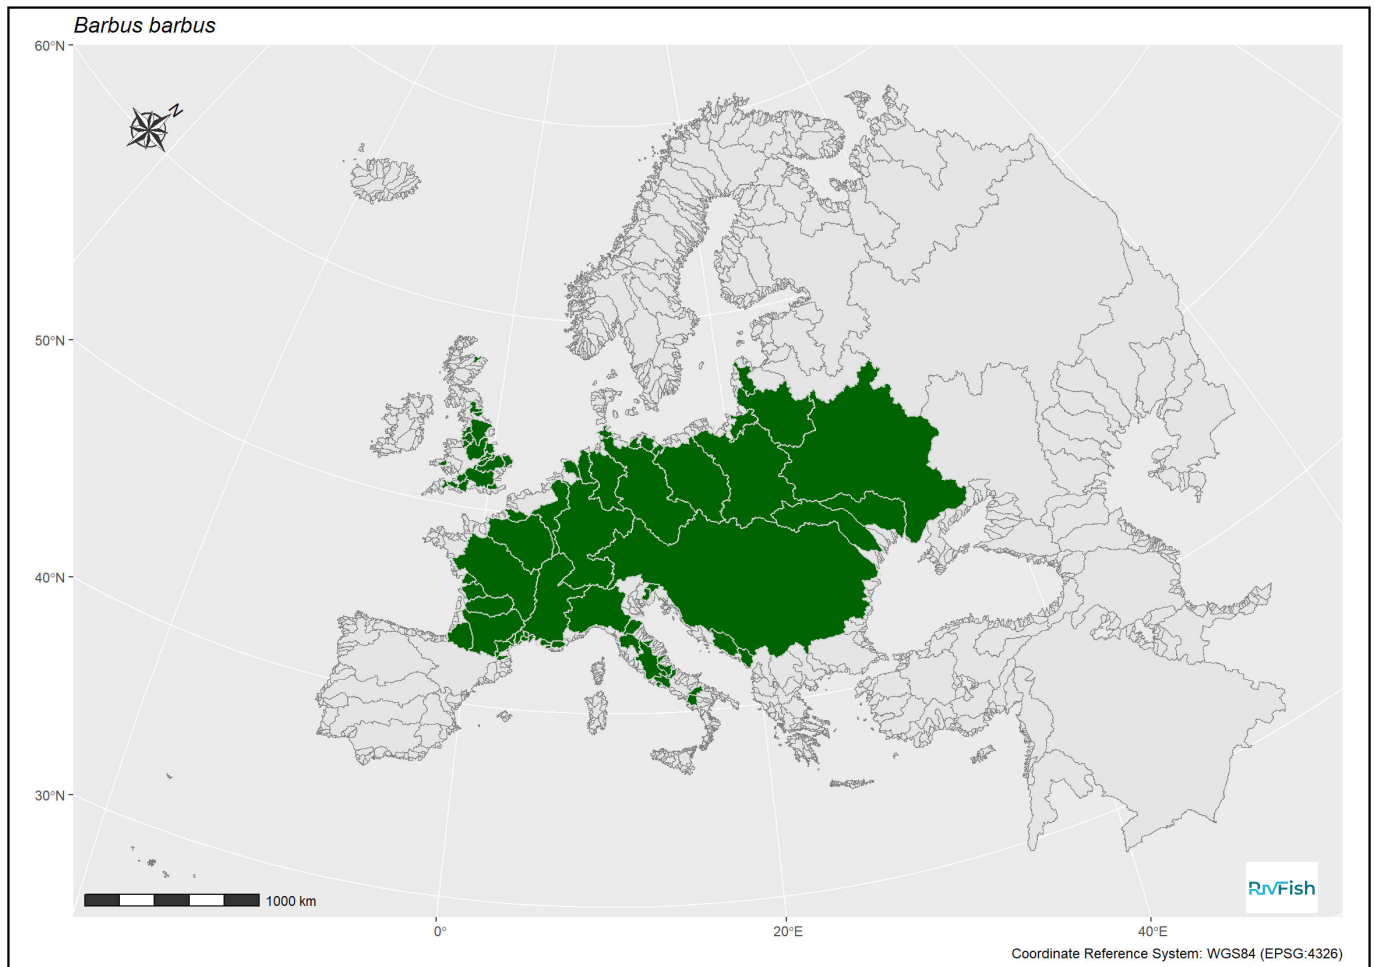 Barbus barbus
60°N
N
50°N
40°N
30°N
1000 km
RivFish
0°
20°E
40°E
Coordinate Reference System: WGS84 (EPSG:4326)